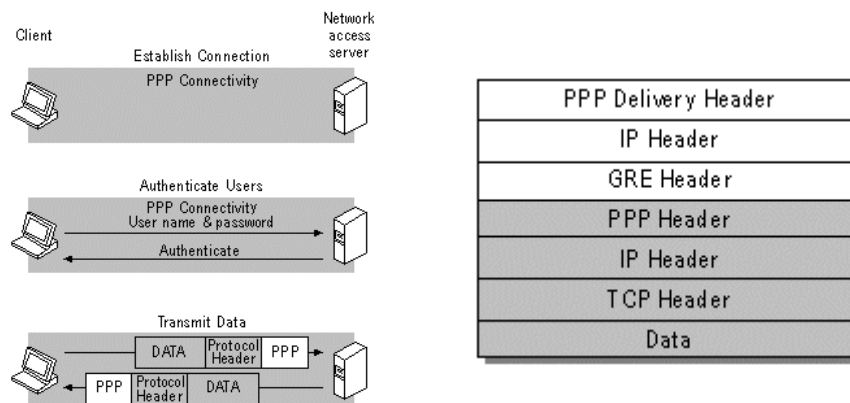 Client
Network
access
server
Establish Connection
PPP Connectivity
Authenticate Users
PPP Connectivity
User name & password
Authenticate
Transmit Data
DATA
Protocol
Header
PPP
PPP
Protocol
Header
DATA
PPP Delivery Header
IP Header
GRE Header
PPP Header
IP Header
TCP Header
Data